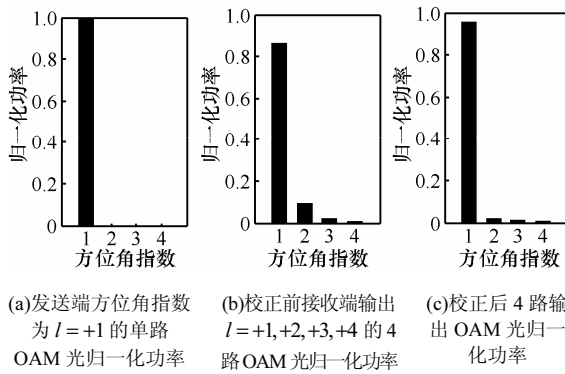 归一化功率
1.0
0.8
0.6
0.4
0.2
0
1 2 3 4
方位角指数
(a)发送端方位角指数
为 l = +1 的单路
OAM 光归一化功率
归一化功率
1.0
0.8
0.6
0.4
0.2
0
1 2 3 4
方位角指数
(b)校正前接收端输出
l = +1, +2, +3, +4 的 4
路 OAM 光归一化功率
归一化功率
1.0
0.8
0.6
0.4
0.2
0
1 2 3 4
方位角指数
(c)校正后 4 路输
出 OAM 光归一
化功率